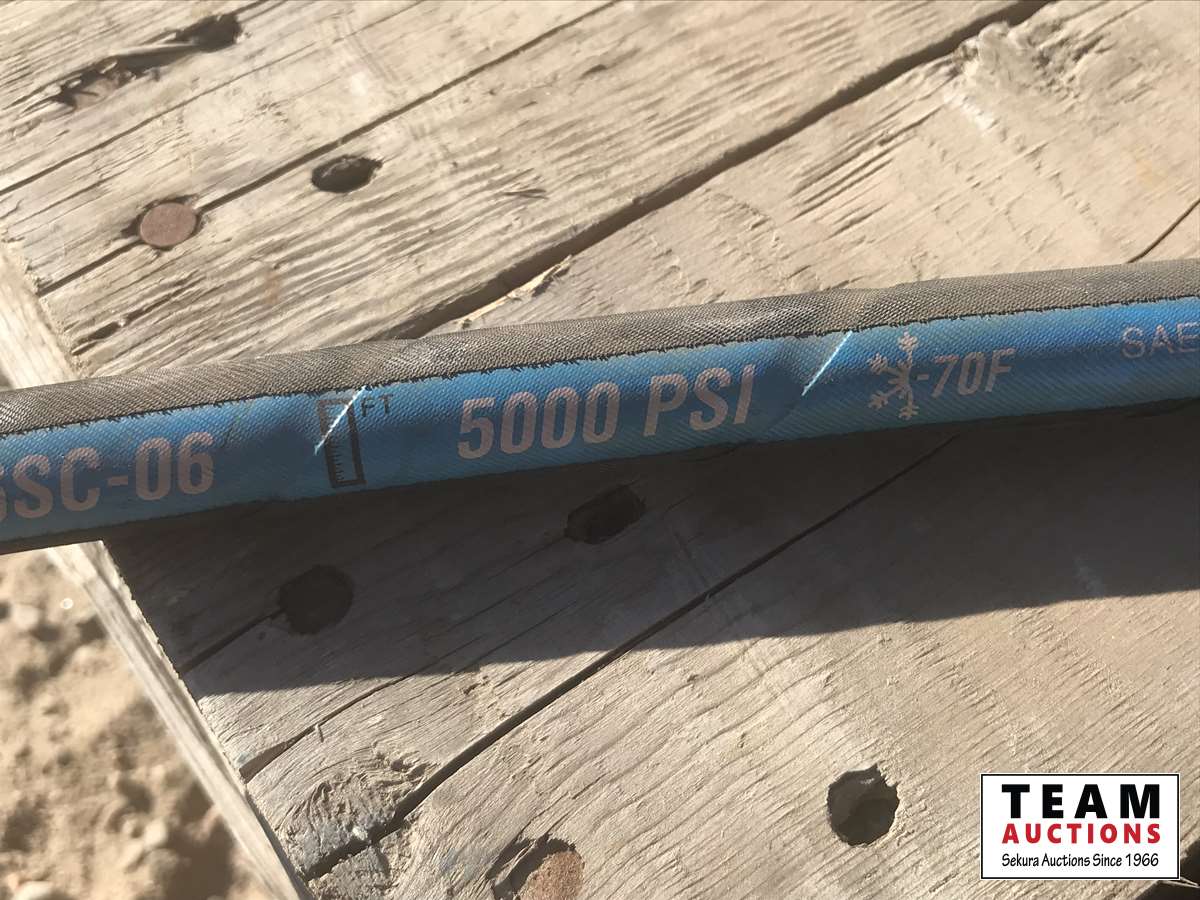 SC-06 FT 5000 PSI -70F SAE
TEAM
AUCTIONS
Sekura Auctions Since 1966